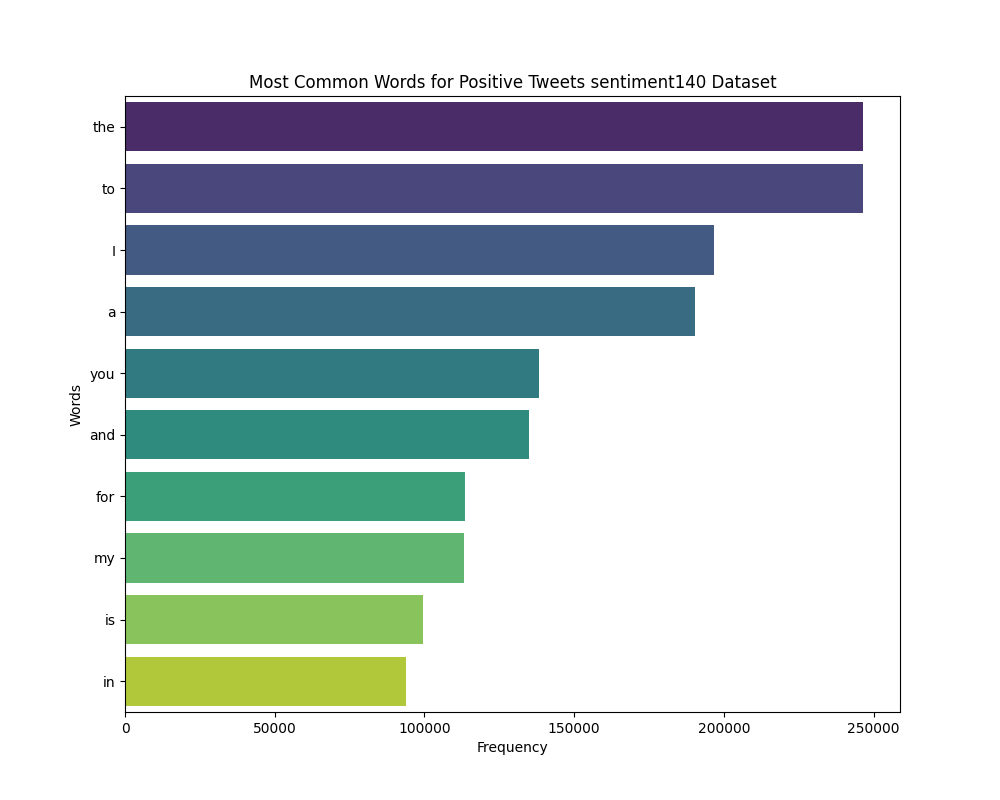 Most Common Words for Positive Tweets sentiment140 Dataset
the
to
I
a
you
and
for
my
is
in
Words
0 50000 100000 150000 200000 250000
Frequency